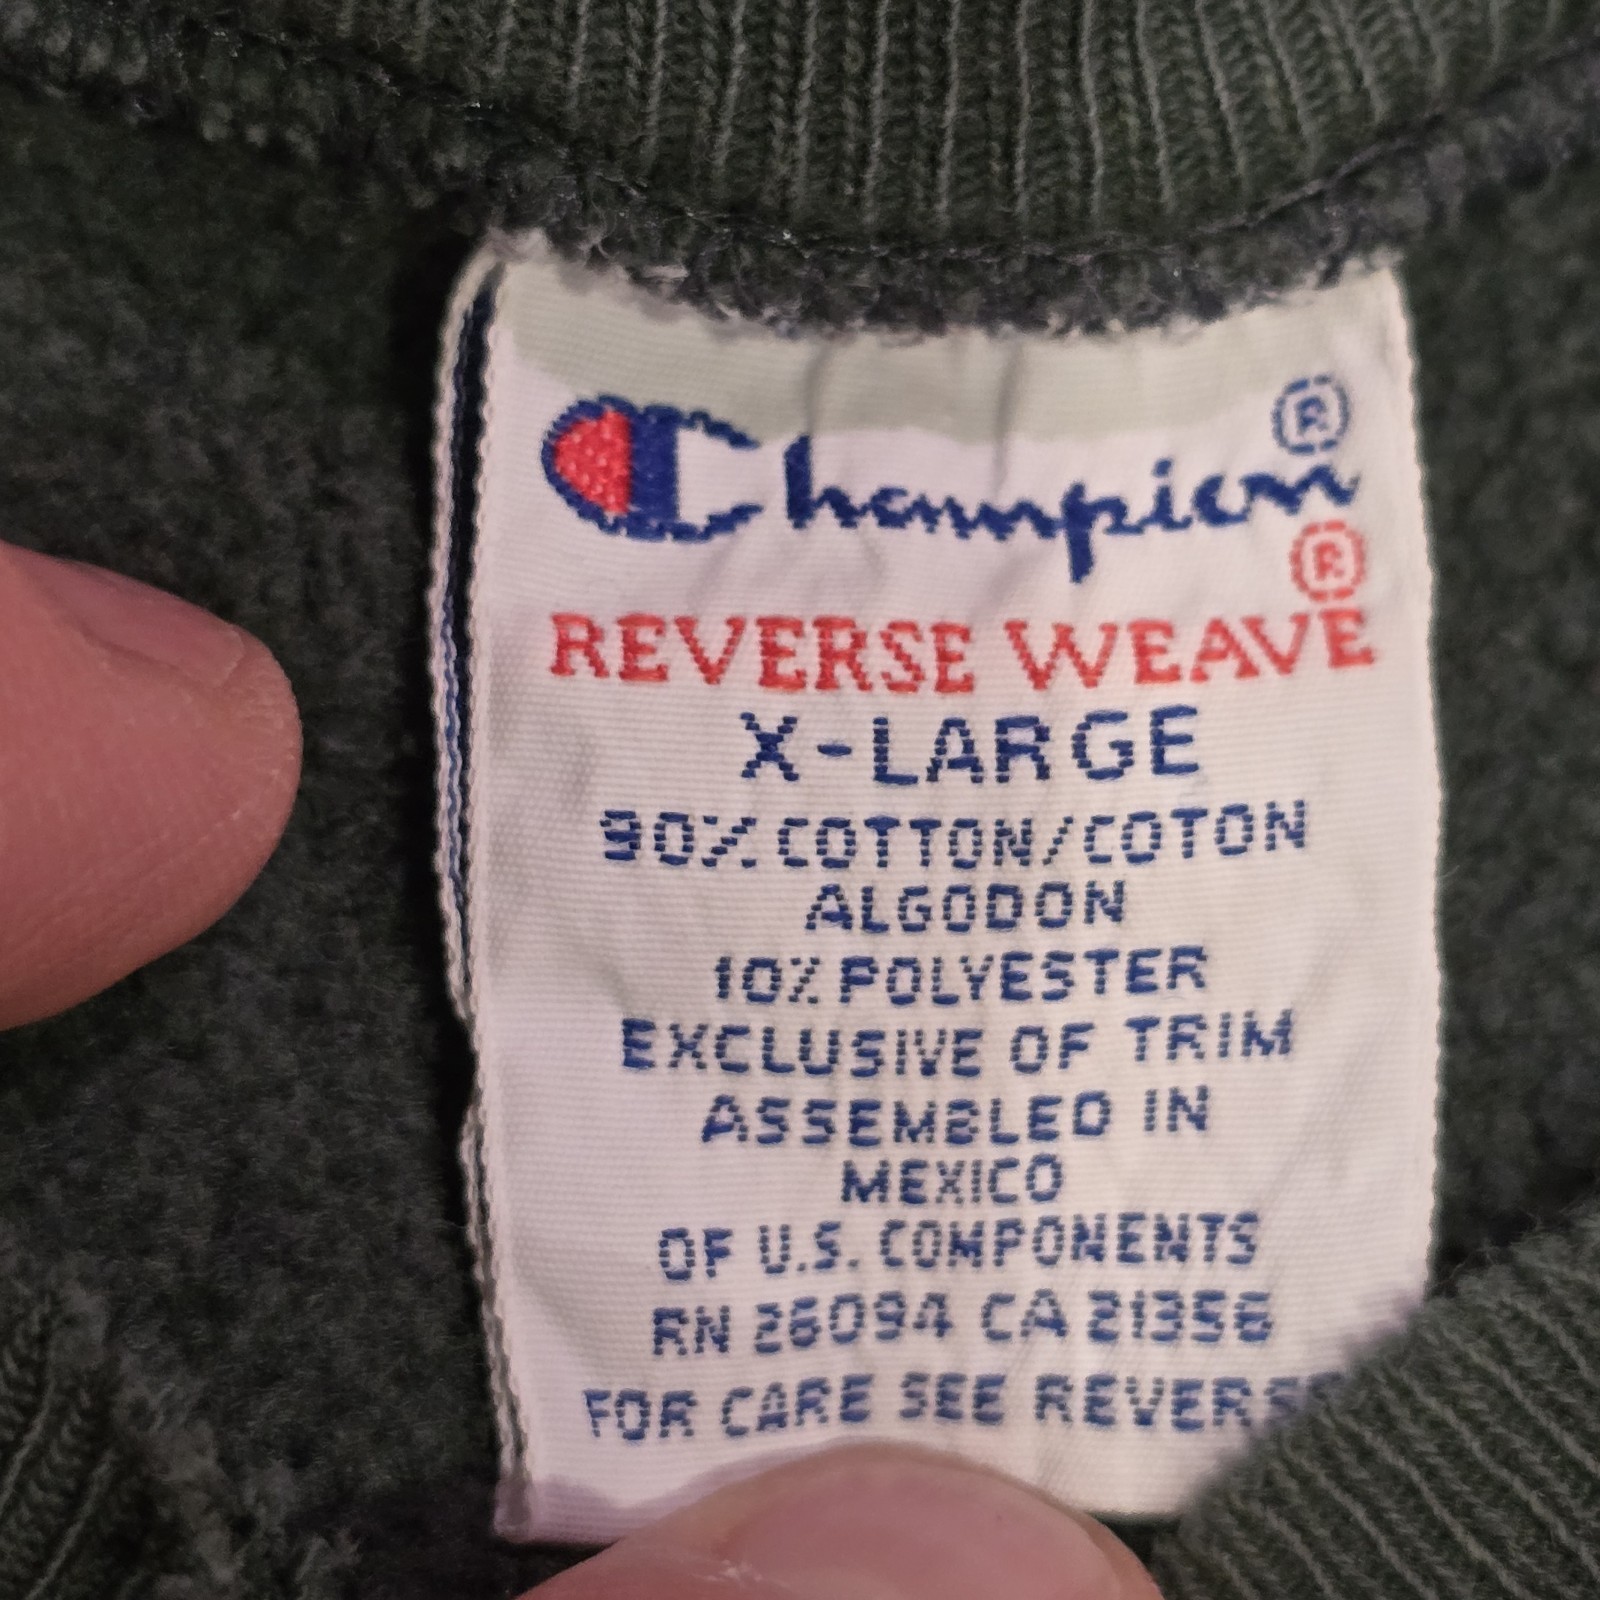 Champion®
REVERSE WEAVE®
X-LARGE
90% COTTON/COTON
ALGODON
10% POLYESTER
EXCLUSIVE OF TRIM
ASSEMBLED IN
MEXICO
OF U.S. COMPONENTS
RN 26094 CA 21356
FOR CARE SEE REVERSE